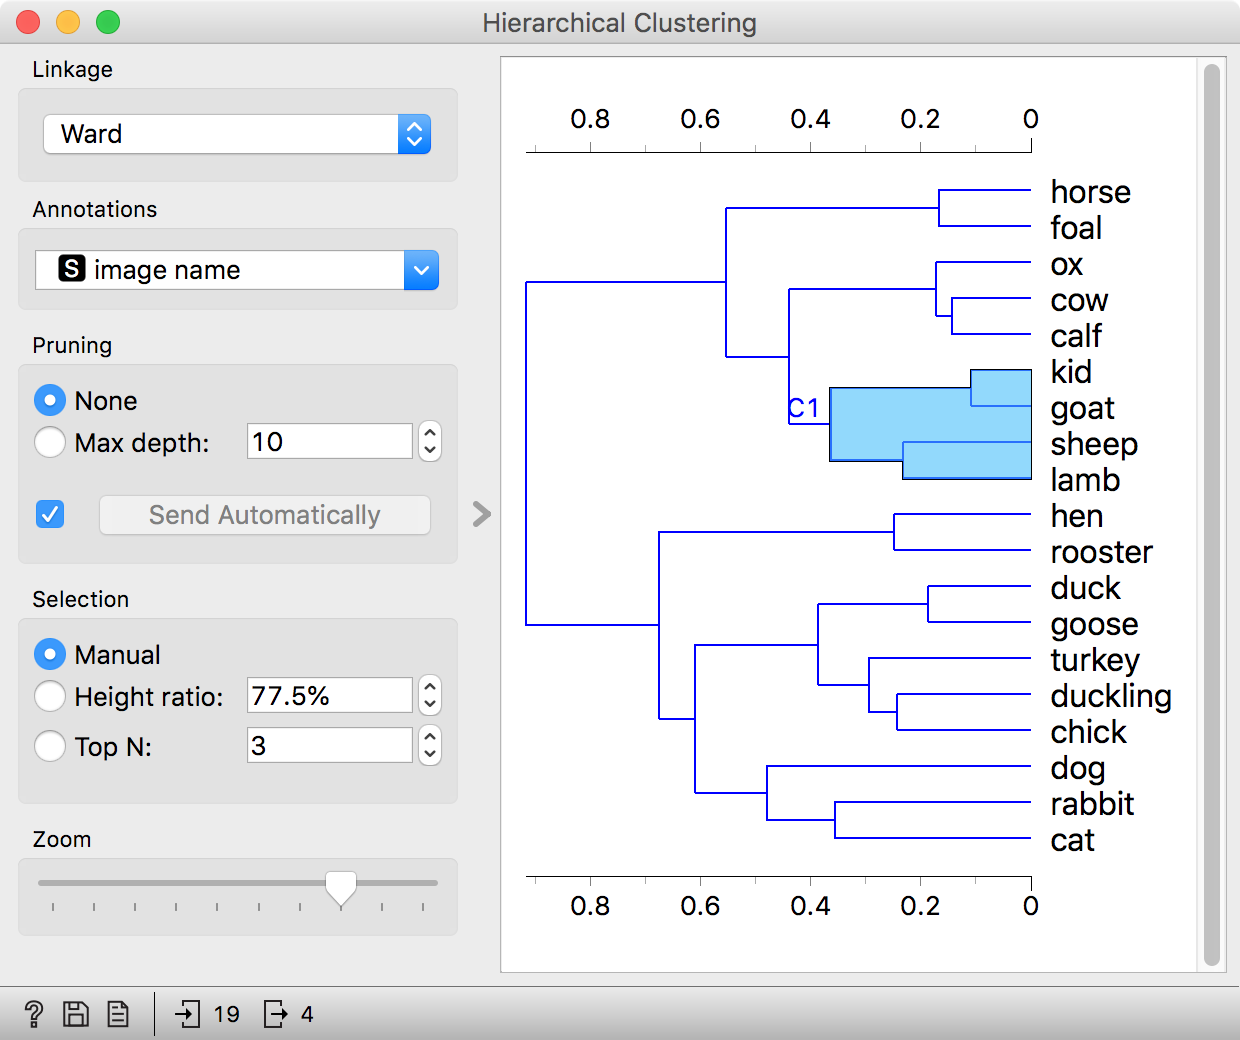 Hierarchical Clustering
Linkage
Ward
Annotations
S image name
Pruning
None
Max depth: 10
Send Automatically
Selection
Manual
Height ratio: 77.5%
Top N: 3
Zoom
0.8 0.6 0.4 0.2 0
horse
foal
ox
cow
calf
kid
C1
goat
sheep
lamb
hen
rooster
duck
goose
turkey
duckling
chick
dog
rabbit
cat
0.8 0.6 0.4 0.2 0
? 19 4